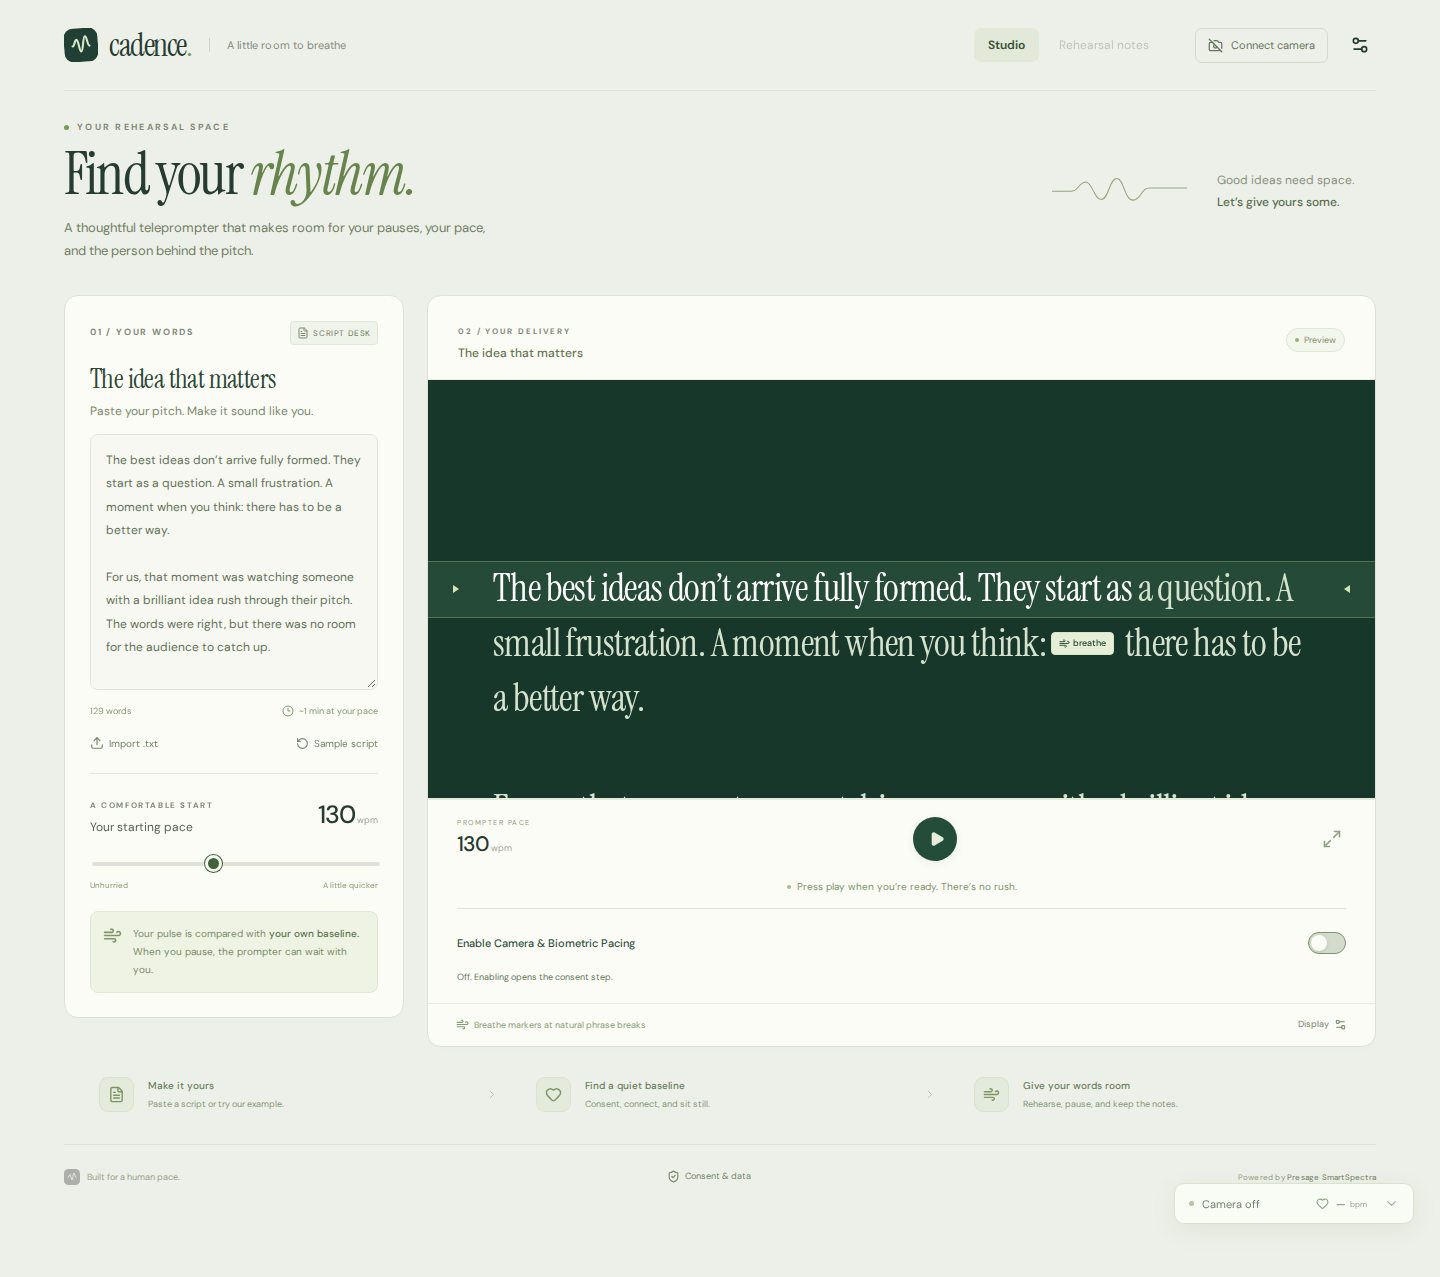 cadence.
A little room to breathe
Studio
Rehearsal notes
Connect camera
YOUR REHEARSAL SPACE
Find your rhythm.
A thoughtful teleprompter that makes room for your pauses, your pace,
and the person behind the pitch.
Good ideas need space.
Let's give yours some.
01 / YOUR WORDS
SCRIPT DESK
The idea that matters
Paste your pitch. Make it sound like you.
The best ideas don't arrive fully formed. They
start as a question. A small frustration. A
moment when you think: there has to be a
better way.
For us, that moment was watching someone
with a brilliant idea rush through their pitch.
The words were right, but there was no room
for the audience to catch up.
129 words
~1 min at your pace
Import .txt
Sample script
A COMFORTABLE START
Your starting pace
130 wpm
Unhurried
A little quicker
Your pulse is compared with your own baseline.
When you pause, the prompter can wait with
you.
02 / YOUR DELIVERY
The idea that matters
Preview
The best ideas don't arrive fully formed. They start as a question. A
small frustration. A moment when you think: breathe there has to be
a better way.
PROMPTER PACE
130 wpm
Press play when you're ready. There's no rush.
Enable Camera & Biometric Pacing
Off. Enabling opens the consent step.
Breathe markers at natural phrase breaks
Display
Make it yours
Paste a script or try our example.
Find a quiet baseline
Consent, connect, and sit still.
Give your words room
Rehearse, pause, and keep the notes.
Built for a human pace.
Consent & data
Powered by Presage SmartSpectra
Camera off
— bpm